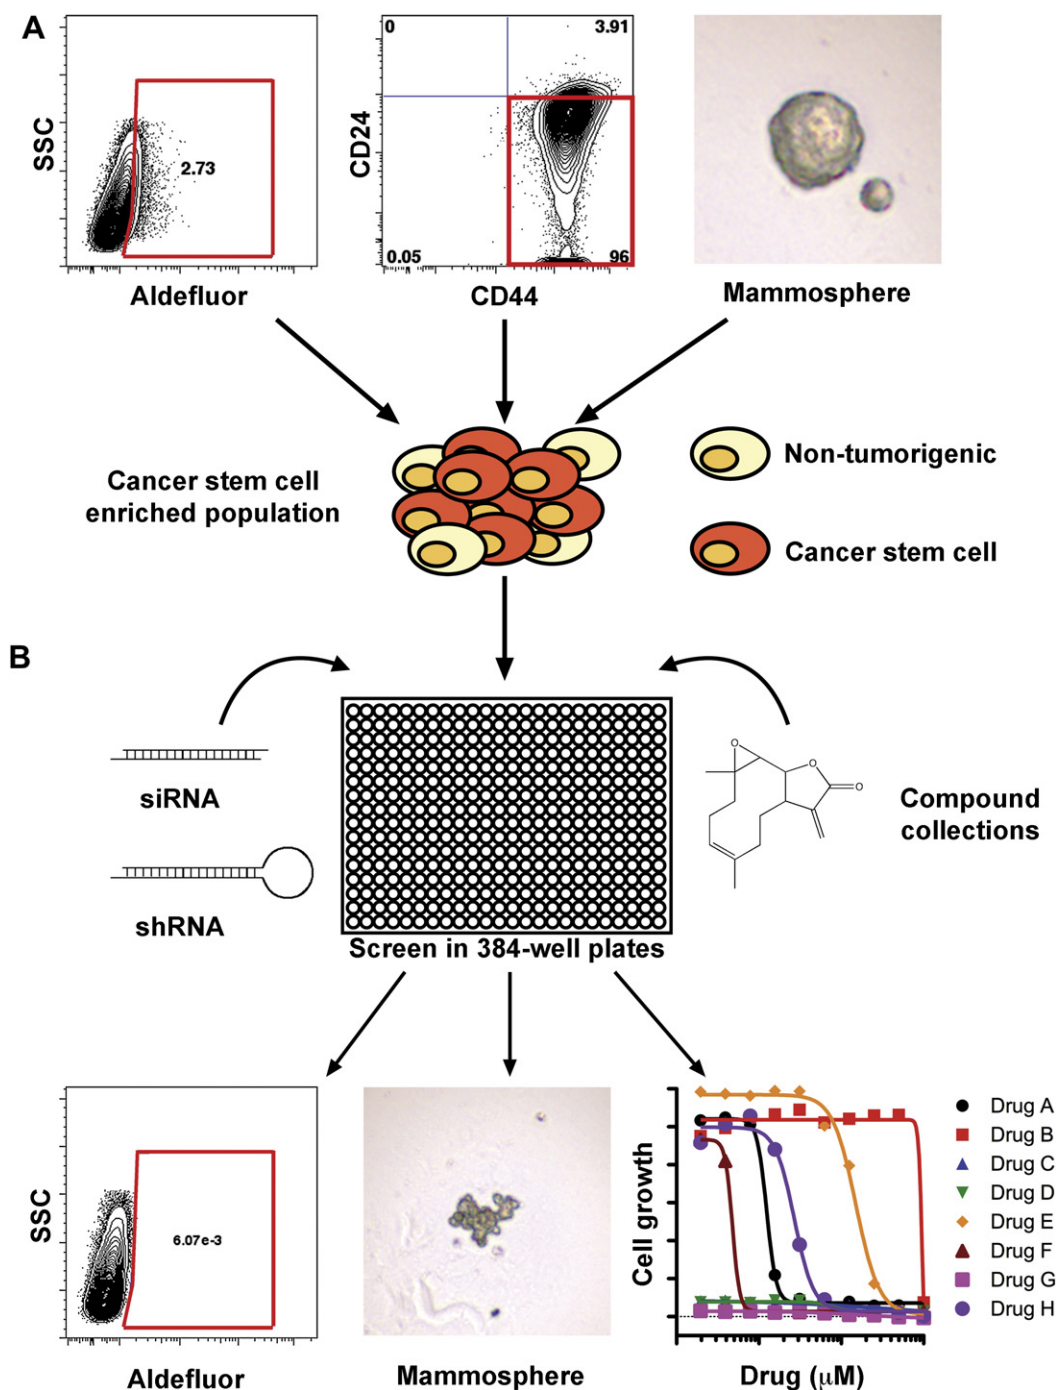 A
0
3.91
SSC
2.73
CD24
0.05
96
Aldefluor
CD44
Mammosphere
Cancer stem cell
enriched population
Non-tumorigenic
Cancer stem cell
B
siRNA
shRNA
O
O
O
Compound
collections
Screen in 384-well plates
SSC
6.07e-3
Cell growth
Drug A
Drug B
Drug C
Drug D
Drug E
Drug F
Drug G
Drug H
Aldefluor
Mammosphere
Drug (μM)